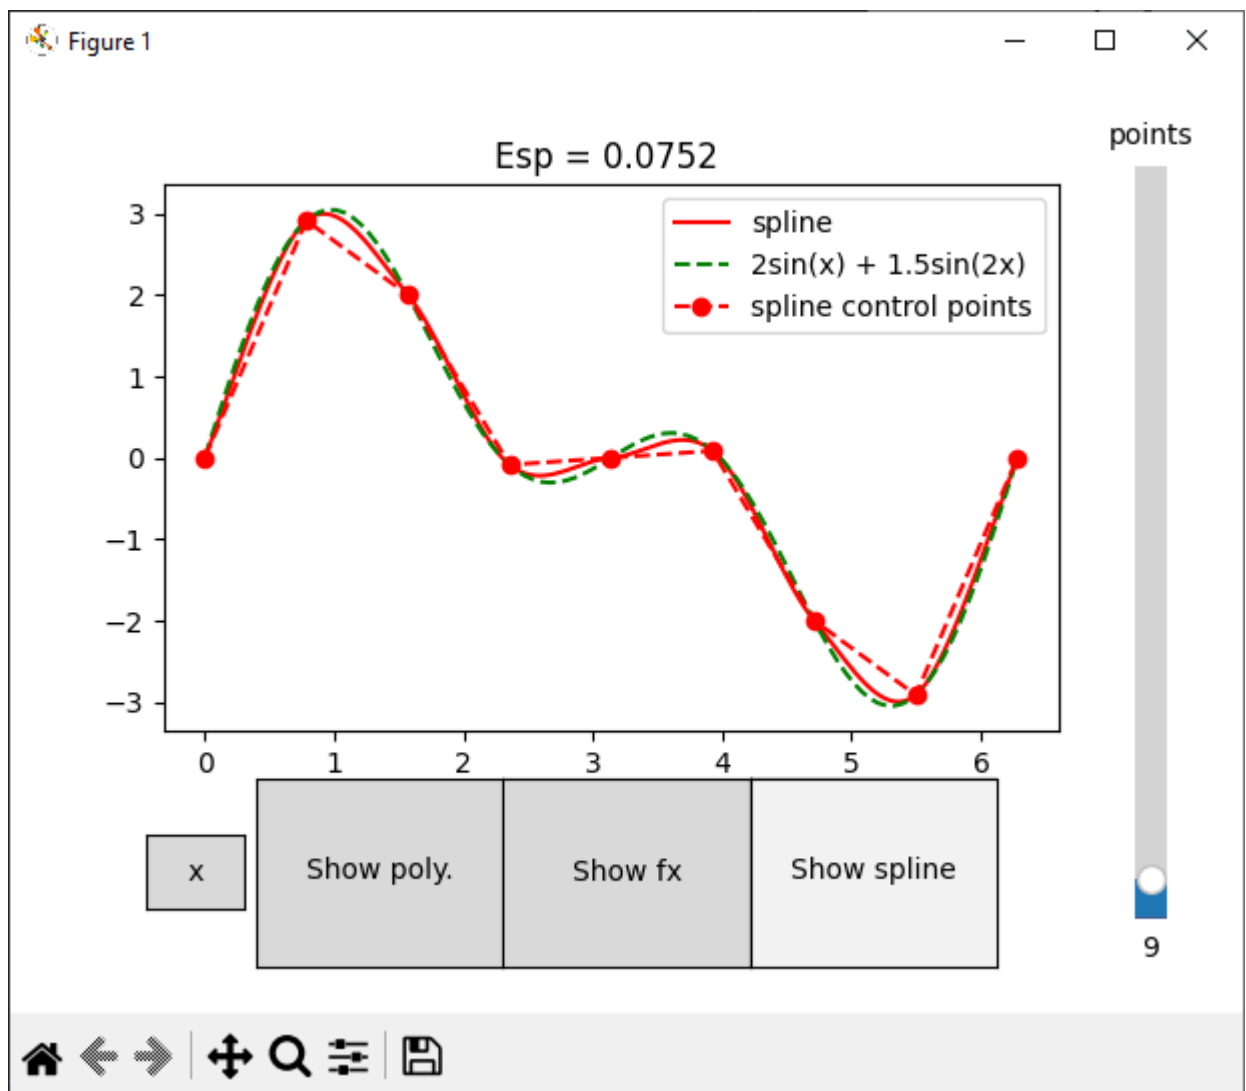 Figure 1
points
Esp = 0.0752
spline
2sin(x) + 1.5sin(2x)
spline control points
3
2
1
0
−1
−2
−3
0 1 2 3 4 5 6
x
Show poly.
Show fx
Show spline
9